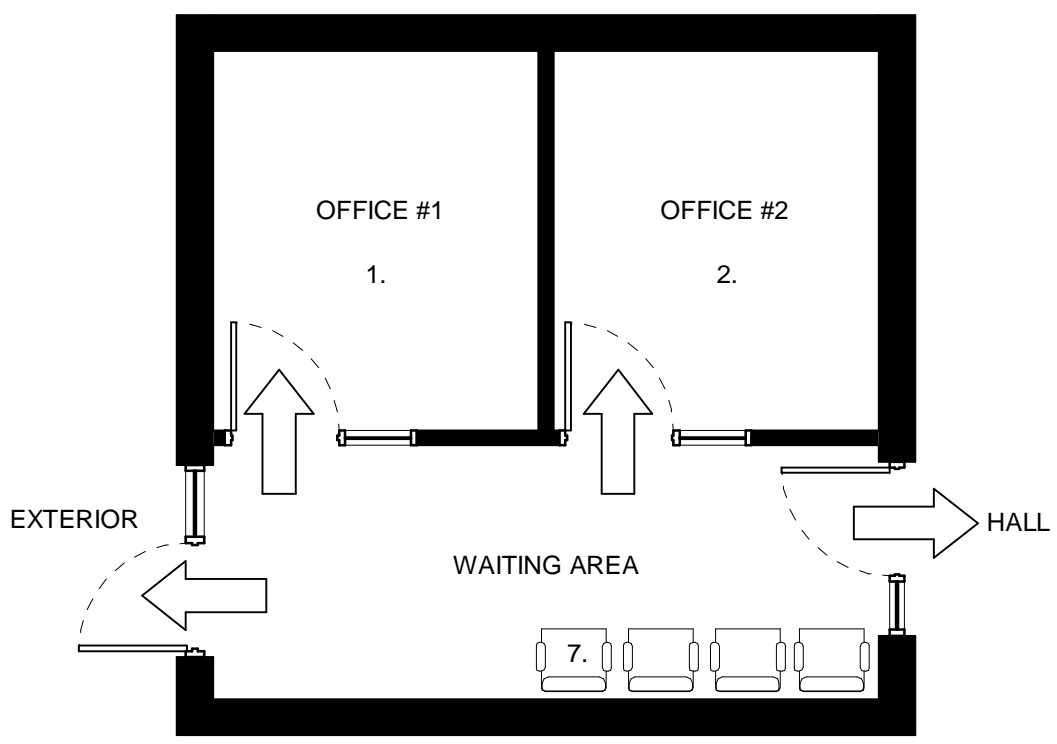 OFFICE #1
OFFICE #2
1.
2.
EXTERIOR
HALL
WAITING AREA
7.